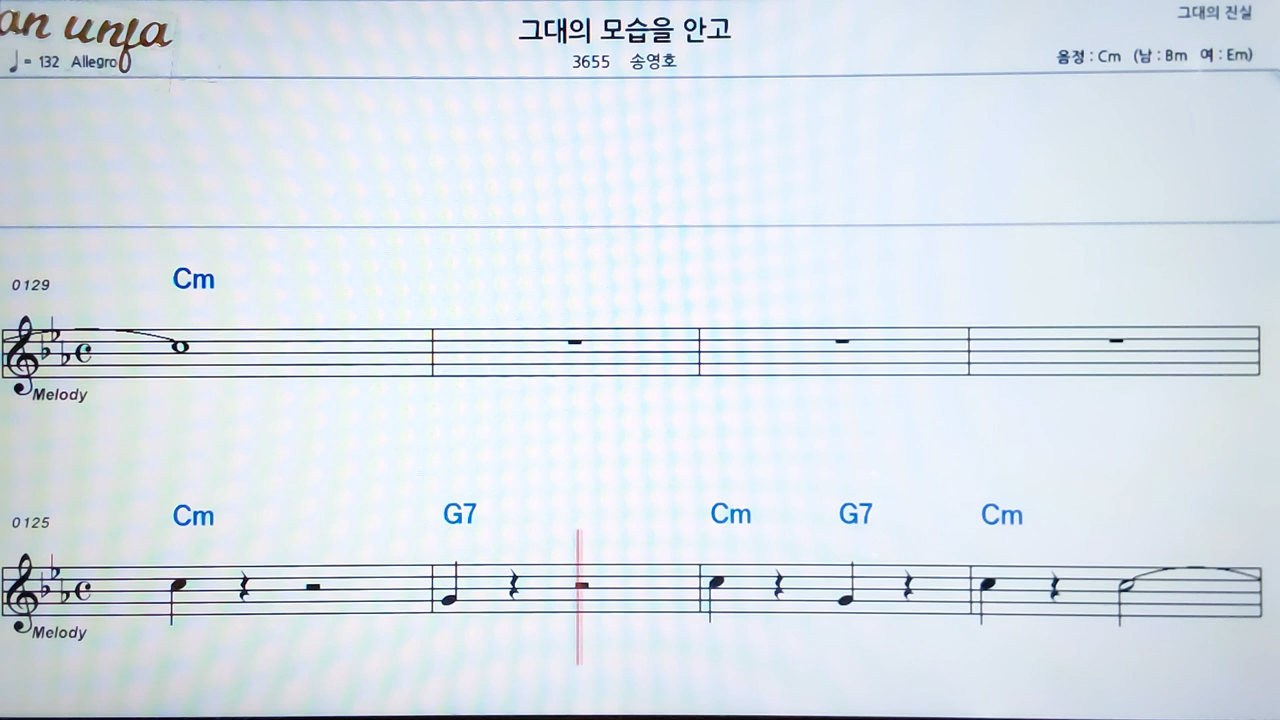 an unfa
그대의 모습을 안고
그대의 진실
♩= 132 Allegro
3655 송영호
음정 : Cm (남 : Bm 여 : Em)
0129 Cm
Melody
0125 Cm G7 Cm G7 Cm
Melody